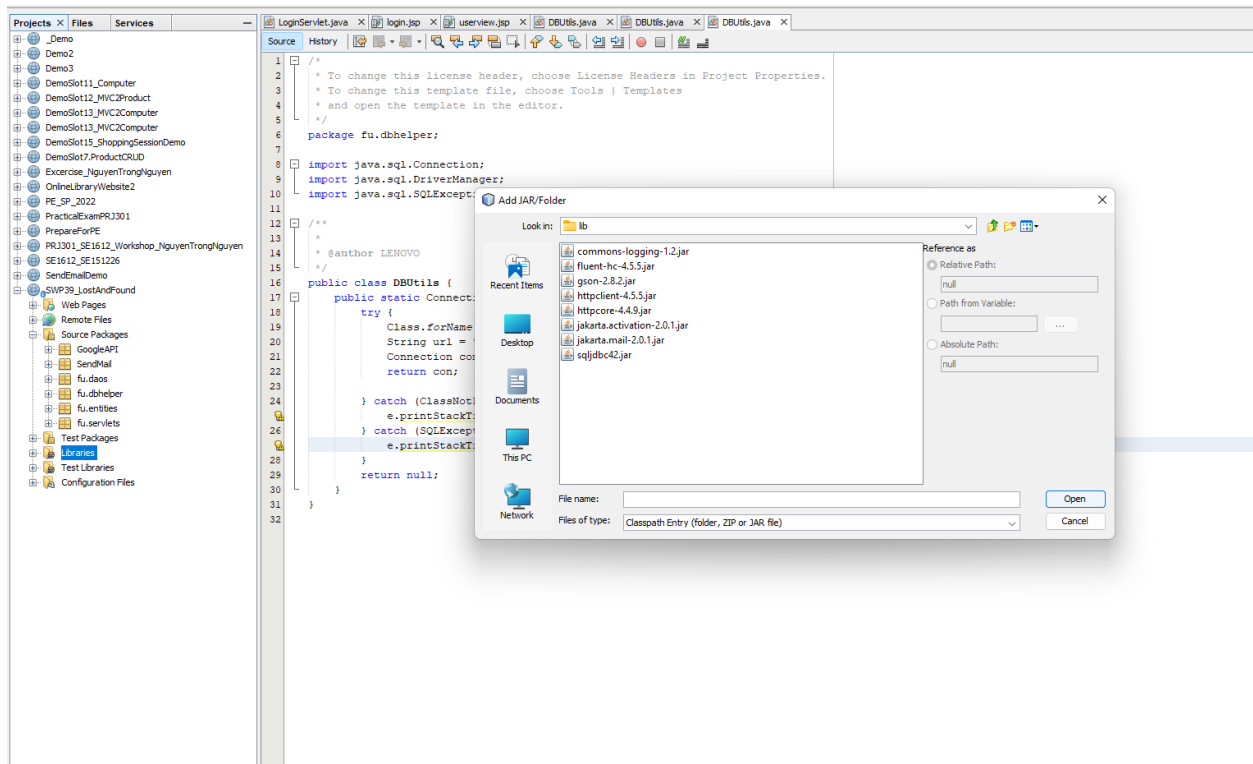 Projects × Files Services
LoginServlet.java × login.jsp × userview.jsp × DBUtils.java × DBUtils.java × DBUtils.java ×
Source History
_Demo
Demo2
Demo3
DemoSlot11_Computer
DemoSlot12_MVC2Product
DemoSlot13_MVC2Computer
DemoSlot13_MVC2Computer
DemoSlot15_ShoppingSessionDemo
DemoSlot7.ProductCRUD
Excercise_NguyenTrongNguyen
OnlineLibraryWebsite2
PE_SP_2022
PracticalExamPRJ301
PrepareForPE
PRJ301_SE1612_Workshop_NguyenTrongNguyen
SE1612_SE151226
SendEmailDemo
SWP39_LostAndFound
Web Pages
Remote Files
Source Packages
GoogleAPI
SendMail
fu.daos
fu.dbhelper
fu.entities
fu.servlets
Test Packages
Libraries
Test Libraries
Configuration Files
1 /*
2 * To change this license header, choose License Headers in Project Properties.
3 * To change this template file, choose Tools | Templates
4 * and open the template in the editor.
5 */
6 package fu.dbhelper;
7
8 import java.sql.Connection;
9 import java.sql.DriverManager;
10 import java.sql.SQLExcept
11
12 /**
13 *
14 * @author LENOVO
15 */
16 public class DBUtils {
17 public static Connecti
18 try {
19 Class.forName
20 String url = "
21 Connection con
22 return con;
23
24 } catch (ClassNot
e.printStackT
26 } catch (SQLExcept
e.printStackT
28 }
29 return null;
30 }
31 }
32
Add JAR/Folder
Look in: lib
Recent Items
Desktop
Documents
This PC
Network
commons-logging-1.2.jar
fluent-hc-4.5.5.jar
gson-2.8.2.jar
httpclient-4.5.5.jar
httpcore-4.4.9.jar
jakarta.activation-2.0.1.jar
jakarta.mail-2.0.1.jar
sqljdbc42.jar
Reference as
Relative Path:
null
Path from Variable:
...
Absolute Path:
null
File name:
Open
Files of type: Classpath Entry (folder, ZIP or JAR file)
Cancel